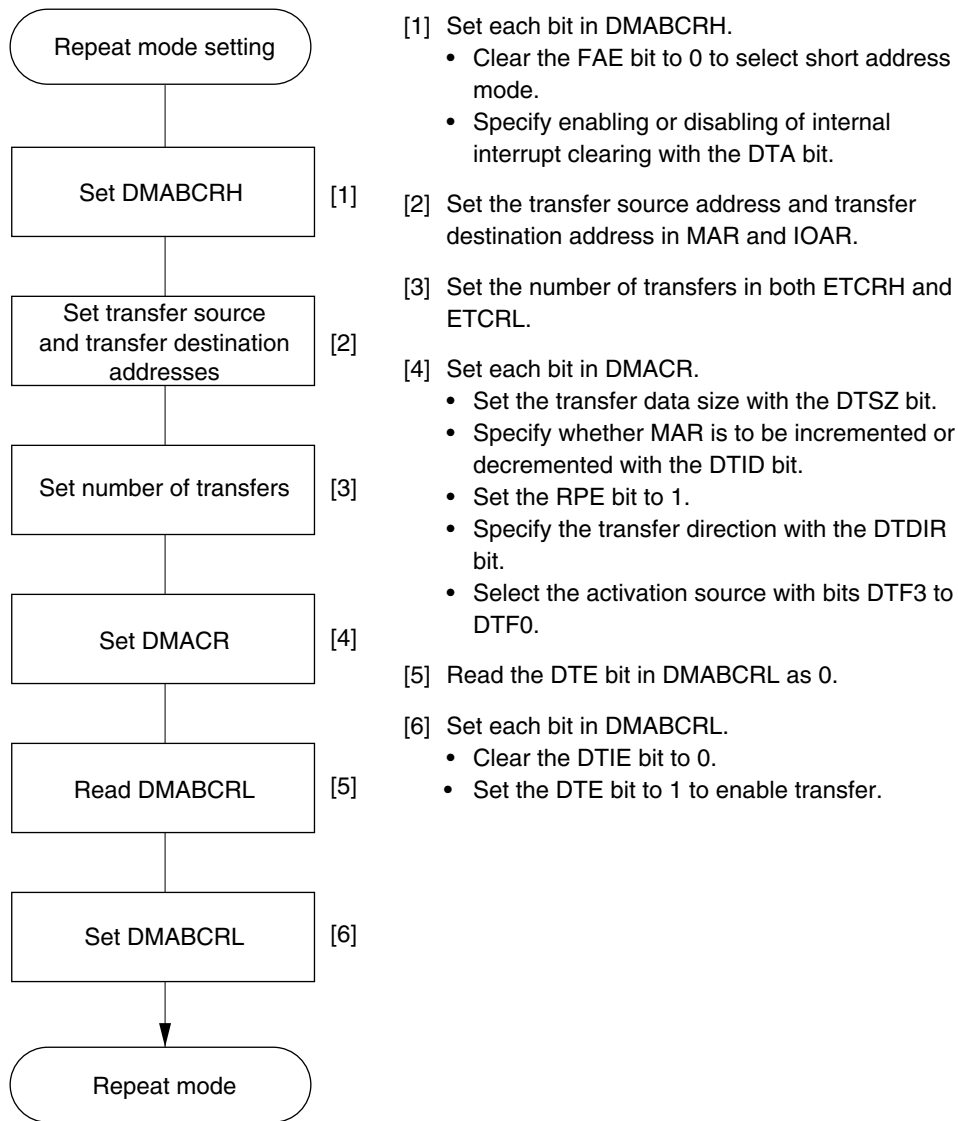 Repeat mode setting
Set DMABCRH
[1]
Set transfer source
and transfer destination
addresses
[2]
Set number of transfers
[3]
Set DMACR
[4]
Read DMABCRL
[5]
Set DMABCRL
[6]
Repeat mode
[1] Set each bit in DMABCRH.
• Clear the FAE bit to 0 to select short address
mode.
• Specify enabling or disabling of internal
interrupt clearing with the DTA bit.
[2] Set the transfer source address and transfer
destination address in MAR and IOAR.
[3] Set the number of transfers in both ETCRH and
ETCRL.
[4] Set each bit in DMACR.
• Set the transfer data size with the DTSZ bit.
• Specify whether MAR is to be incremented or
decremented with the DTID bit.
• Set the RPE bit to 1.
• Specify the transfer direction with the DTDIR
bit.
• Select the activation source with bits DTF3 to
DTF0.
[5] Read the DTE bit in DMABCRL as 0.
[6] Set each bit in DMABCRL.
• Clear the DTIE bit to 0.
• Set the DTE bit to 1 to enable transfer.